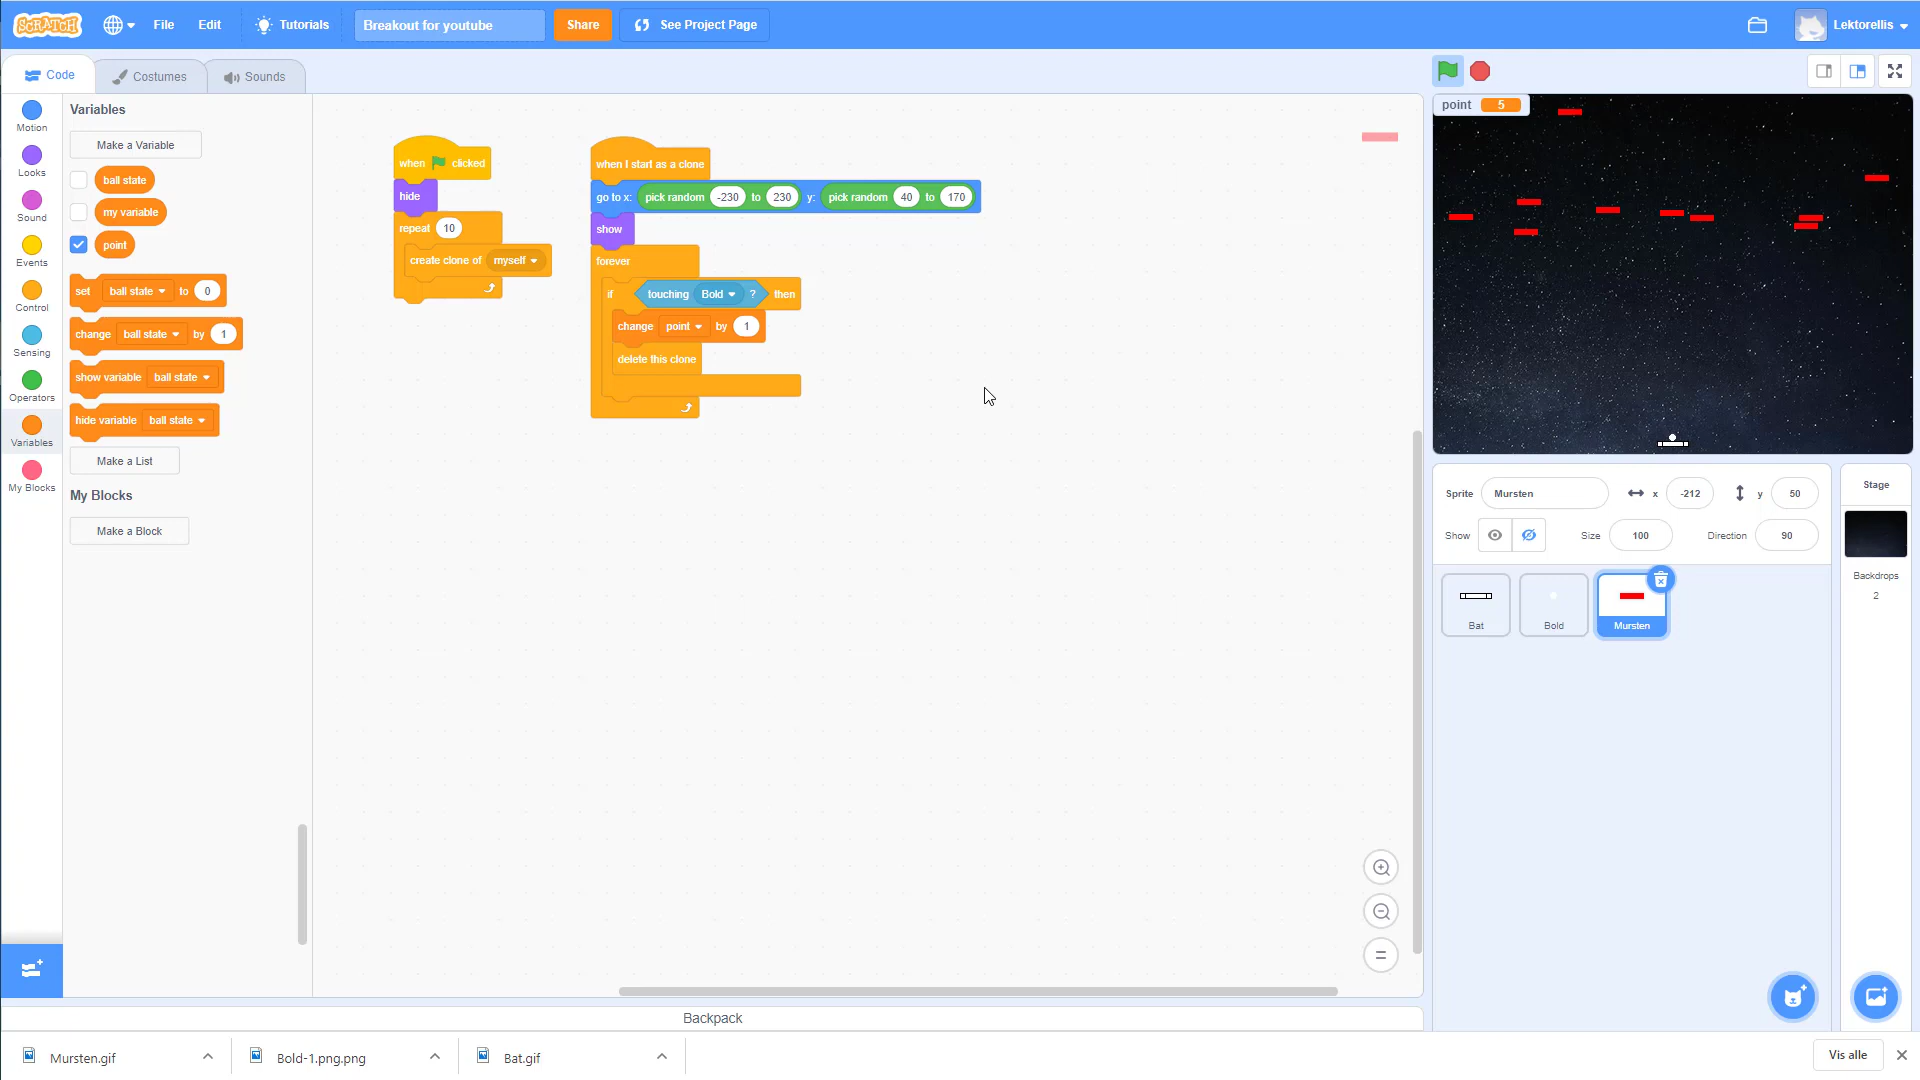 SCRATCH File Edit Tutorials Breakout for youtube Share See Project Page Lektorellis
Code Costumes Sounds
Motion
Looks
Sound
Events
Control
Sensing
Operators
Variables
My Blocks
Variables
Make a Variable
ball state
my variable
point
set ball state to 0
change ball state by 1
show variable ball state
hide variable ball state
Make a List
My Blocks
Make a Block
when clicked
hide
repeat 10
create clone of myself
when I start as a clone
go to x: pick random -230 to 230 y: pick random 40 to 170
show
forever
if touching Bold ? then
change point by 1
delete this clone
point 5
Sprite Mursten x -212 y 50
Show Size 100 Direction 90
Bat Bold Mursten
Stage
Backdrops
2
Backpack
Mursten.gif Bold-1.png.png Bat.gif Vis alle